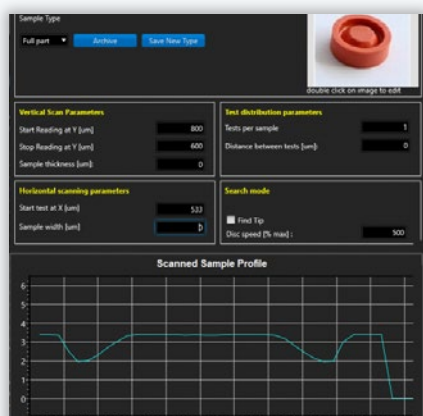 Sample Type
Full part
Archive
Save New Type
double click on image to edit
Vertical Scan Parameters
Start Reading at Y [um] 800
Stop Reading at Y [um] 600
Sample thickness [um]: 0
Test distribution parameters
Tests per sample 1
Distance between tests [um]: 0
Horizontal scanning parameters
Start test at X [um] 533
Sample width [um]
Search mode
Find Tip
Disc speed [% max] : 500
Scanned Sample Profile
6
5
4
3
2
1
0